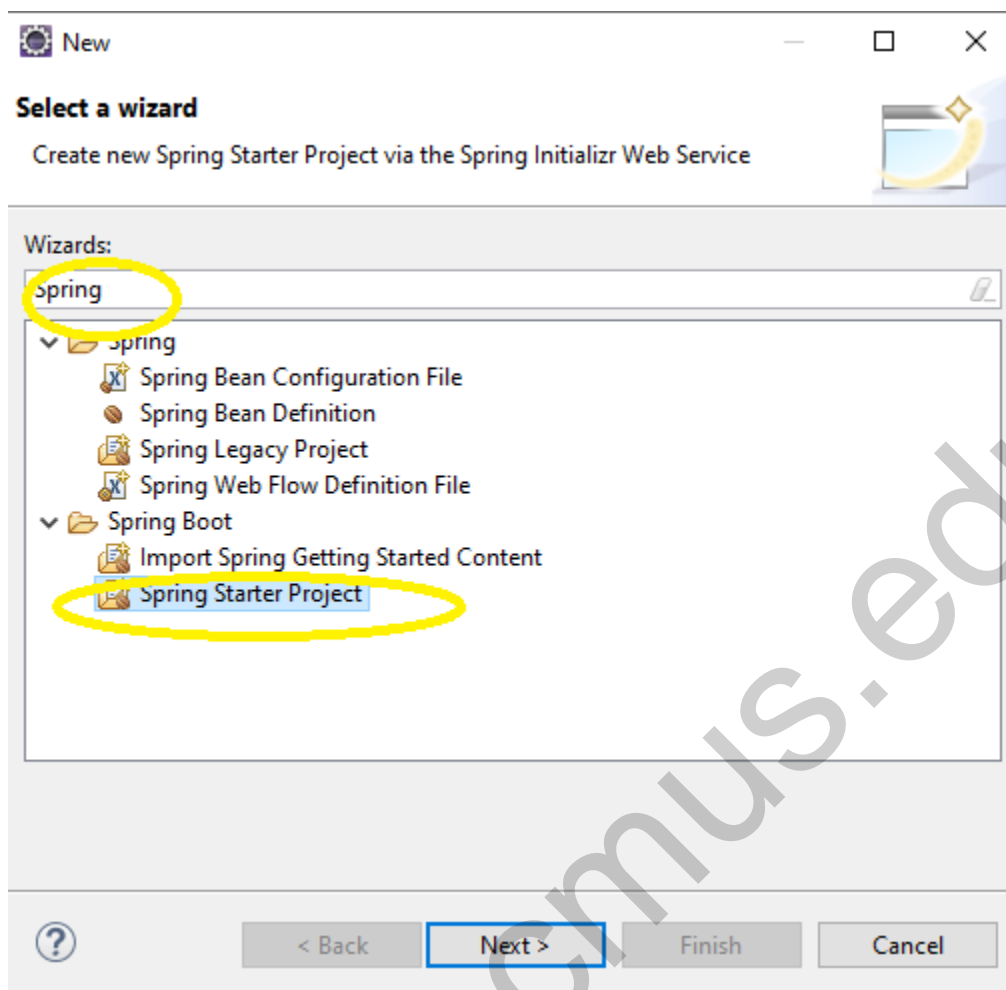 New
Select a wizard
Create new Spring Starter Project via the Spring Initializr Web Service
Wizards:
Spring
Spring
Spring Bean Configuration File
Spring Bean Definition
Spring Legacy Project
Spring Web Flow Definition File
Spring Boot
Import Spring Getting Started Content
Spring Starter Project
cmus.ed
< Back
Next >
Finish
Cancel